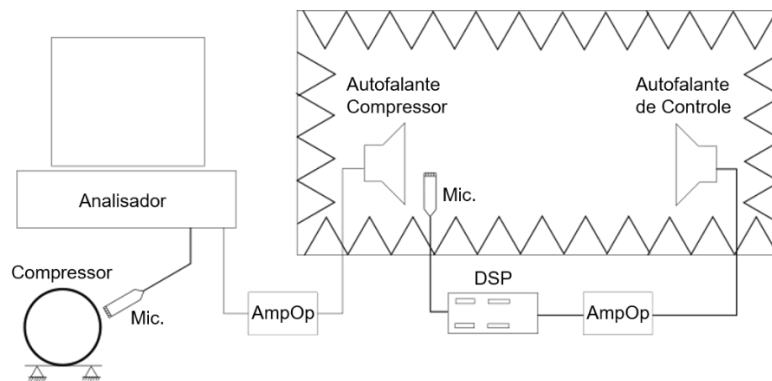 Autofalante
Compressor
Autofalante
de Controle
Analisador
Mic.
Compressor
Mic.
DSP
AmpOp
AmpOp